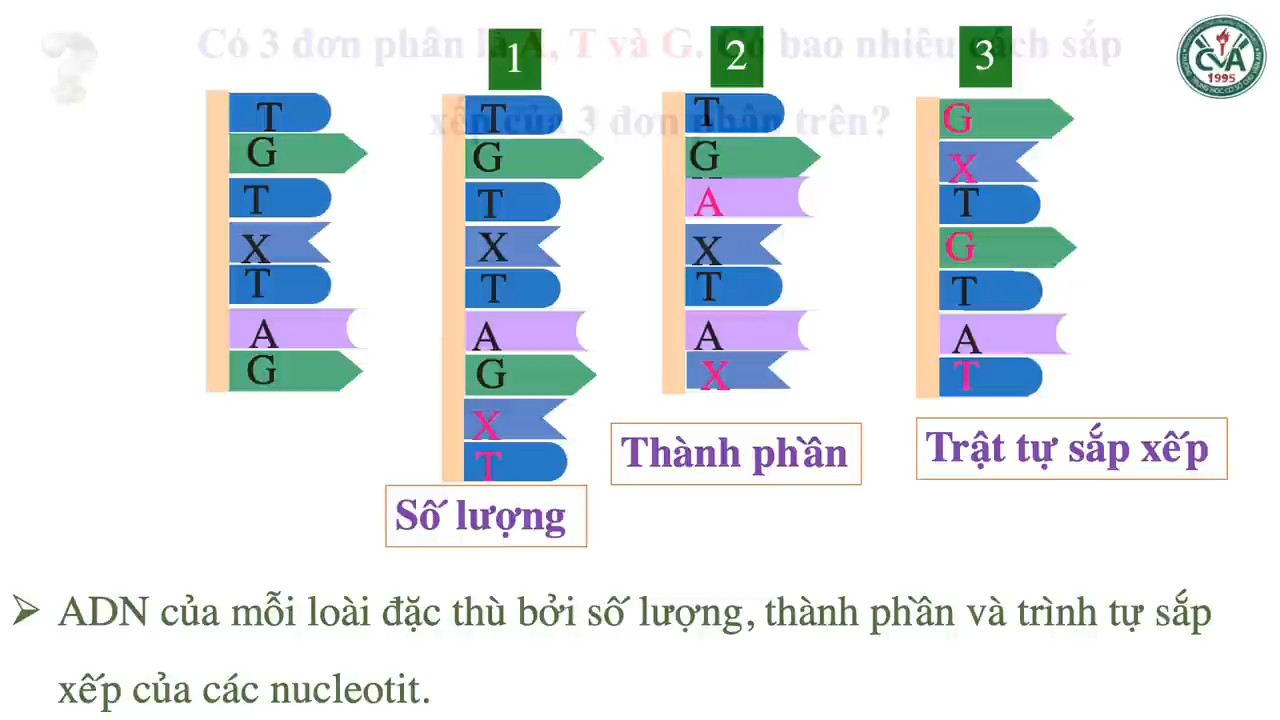 Có 3 đơn phân là A, T và G. Có bao nhiêu cách sắp
xếp của 3 đơn phân trên?
1
2
3
CVA
1995
T
G
T
X
T
A
G
T
G
T
X
T
A
G
X
T
T
G
A
X
T
A
X
G
X
T
G
T
A
T
Số lượng
Thành phần
Trật tự sắp xếp
➢ ADN của mỗi loài đặc thù bởi số lượng, thành phần và trình tự sắp
xếp của các nucleotit.